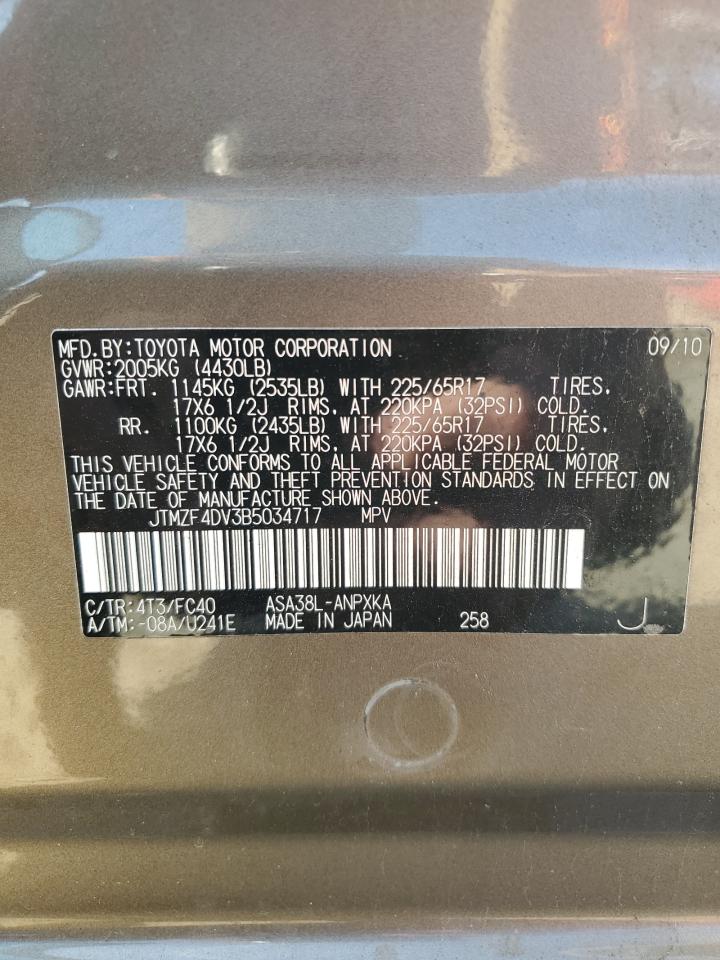 MFD.BY:TOYOTA MOTOR CORPORATION 09/10
GVWR:2005KG (4430LB)
GAWR:FRT. 1145KG (2535LB) WITH 225/65R17 TIRES,
17X6 1/2J RIMS, AT 220KPA (32PSI) COLD.
RR. 1100KG (2435LB) WITH 225/65R17 TIRES,
17X6 1/2J RIMS, AT 220KPA (32PSI) COLD.
THIS VEHICLE CONFORMS TO ALL APPLICABLE FEDERAL MOTOR
VEHICLE SAFETY AND THEFT PREVENTION STANDARDS IN EFFECT ON
THE DATE OF MANUFACTURE SHOWN ABOVE.
JTMZF4DV3B5034717 MPV
C/TR:4T3/FC40 ASA38L-ANPXKA
A/TM:-08A/U241E MADE IN JAPAN 258 J